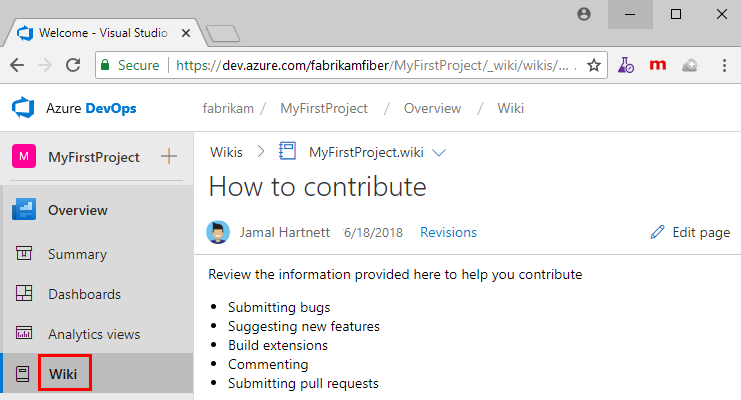 Welcome - Visual Studio
Secure https://dev.azure.com/fabrikamfiber/MyFirstProject/_wiki/wikis/... m
Azure DevOps fabrikam / MyFirstProject / Overview / Wiki
M MyFirstProject
Wikis MyFirstProject.wiki
How to contribute
Overview
Jamal Hartnett 6/18/2018 Revisions Edit page
Summary
Review the information provided here to help you contribute
Dashboards
• Submitting bugs
• Suggesting new features
Analytics views
• Build extensions
• Commenting
Wiki
• Submitting pull requests